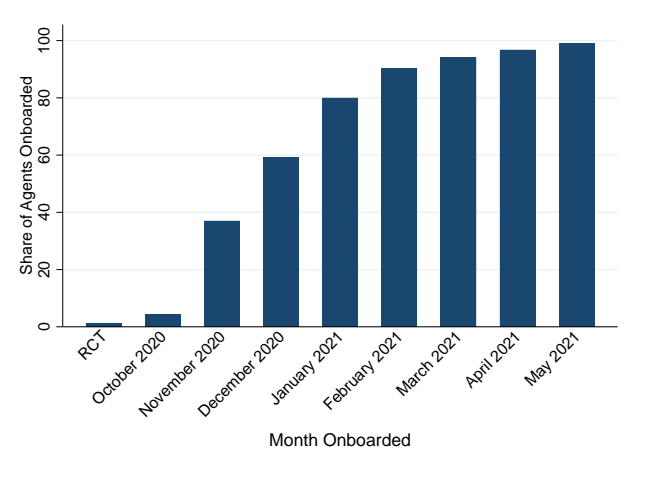 Share of Agents Onboarded
100
80
60
40
20
0
RCT
October 2020
November 2020
December 2020
January 2021
February 2021
March 2021
April 2021
May 2021
Month Onboarded